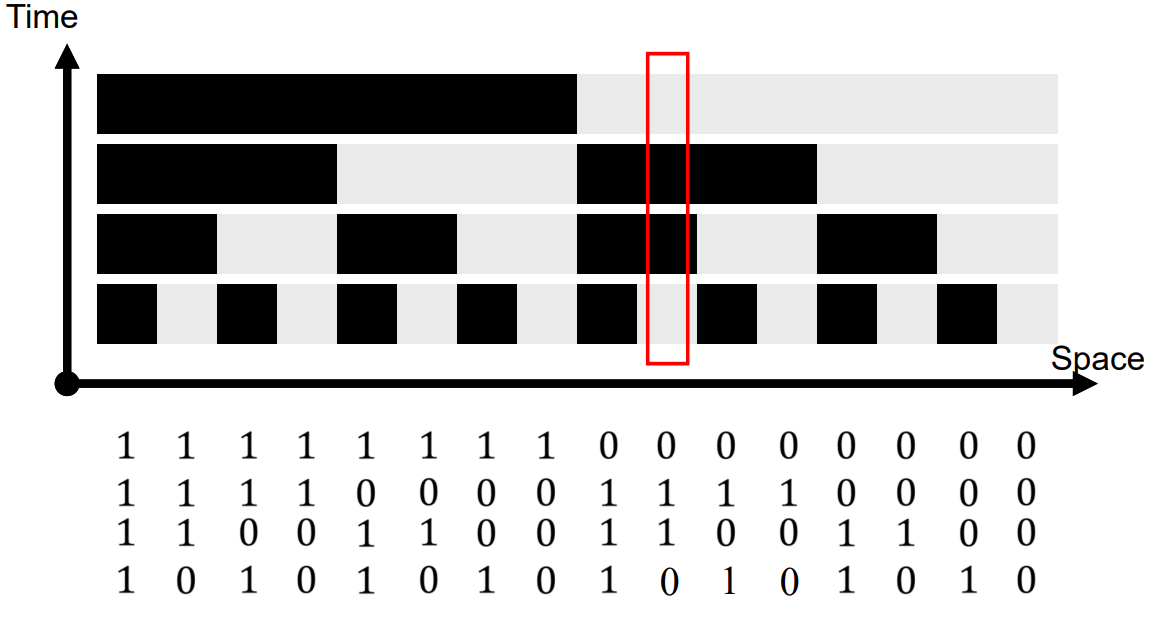 Time
Space
1 1 1 1 1 1 1 1 0 0 0 0 0 0 0 0
1 1 1 1 0 0 0 0 1 1 1 1 0 0 0 0
1 1 0 0 1 1 0 0 1 1 0 0 1 1 0 0
1 0 1 0 1 0 1 0 1 0 1 0 1 0 1 0